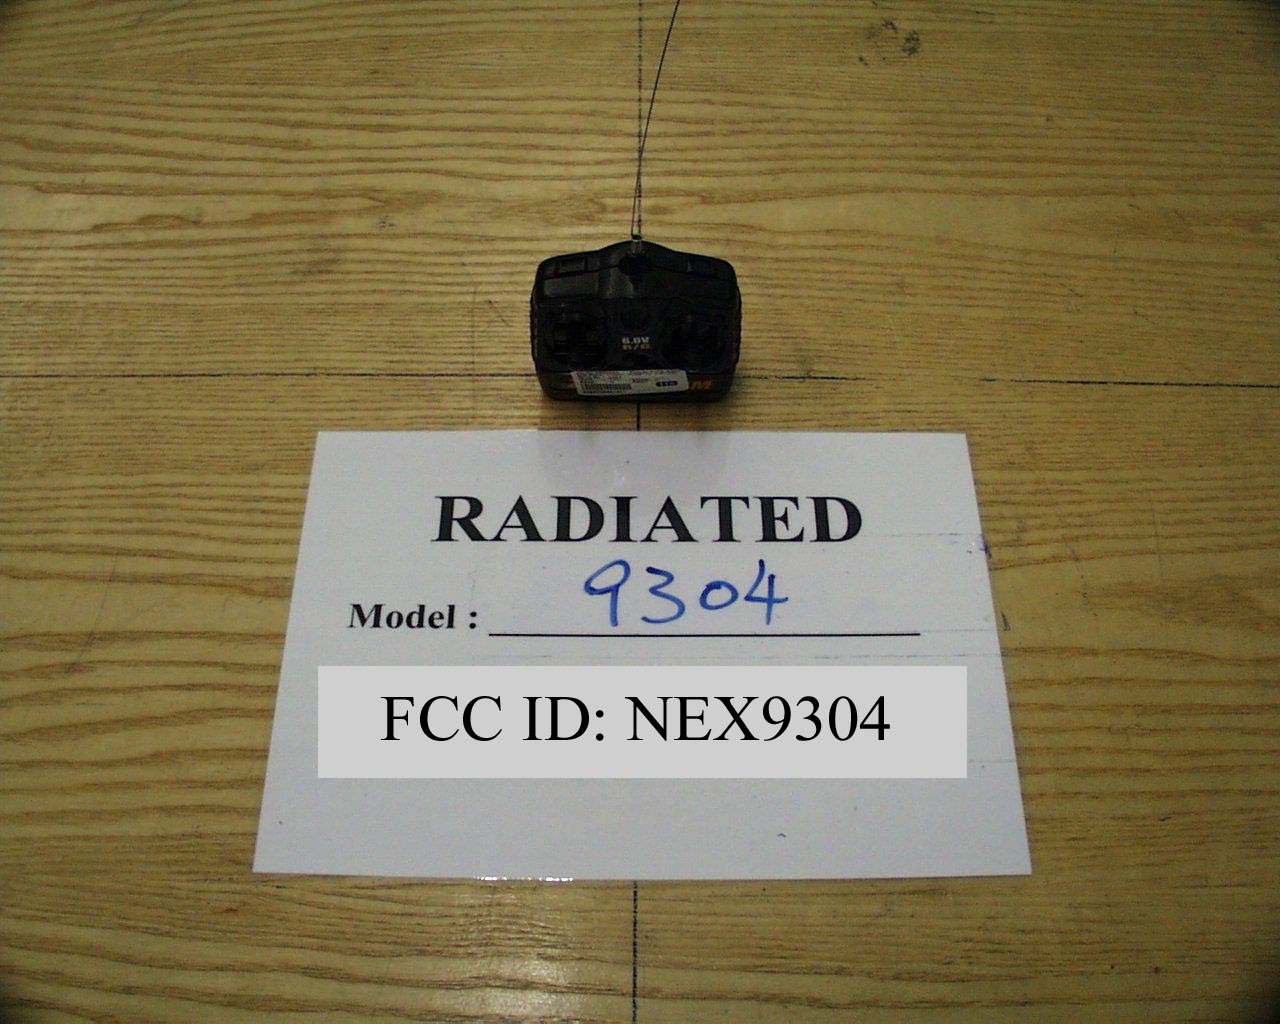 6.0V
R/C
RADIATED
Model : 9304
FCC ID: NEX9304